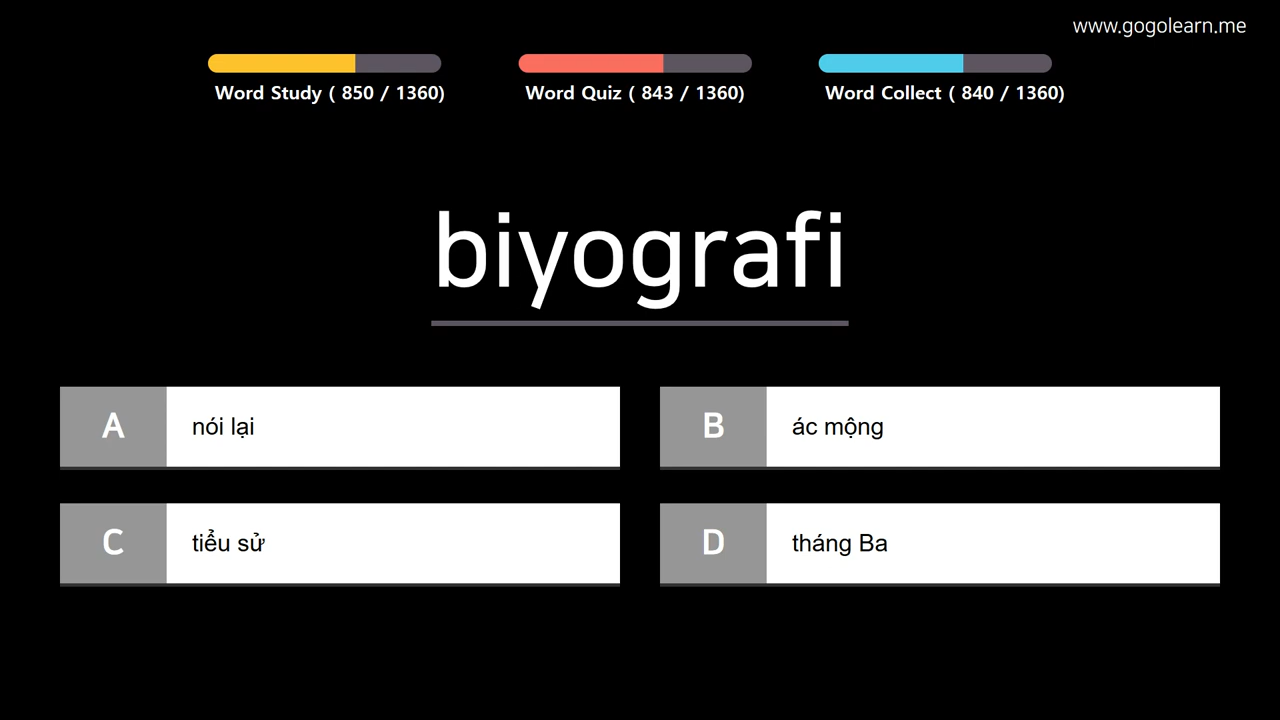 www.gogolearn.me
Word Study ( 850 / 1360)
Word Quiz ( 843 / 1360)
Word Collect ( 840 / 1360)
biyografi
A nói lại
B ác mộng
C tiểu sử
D tháng Ba